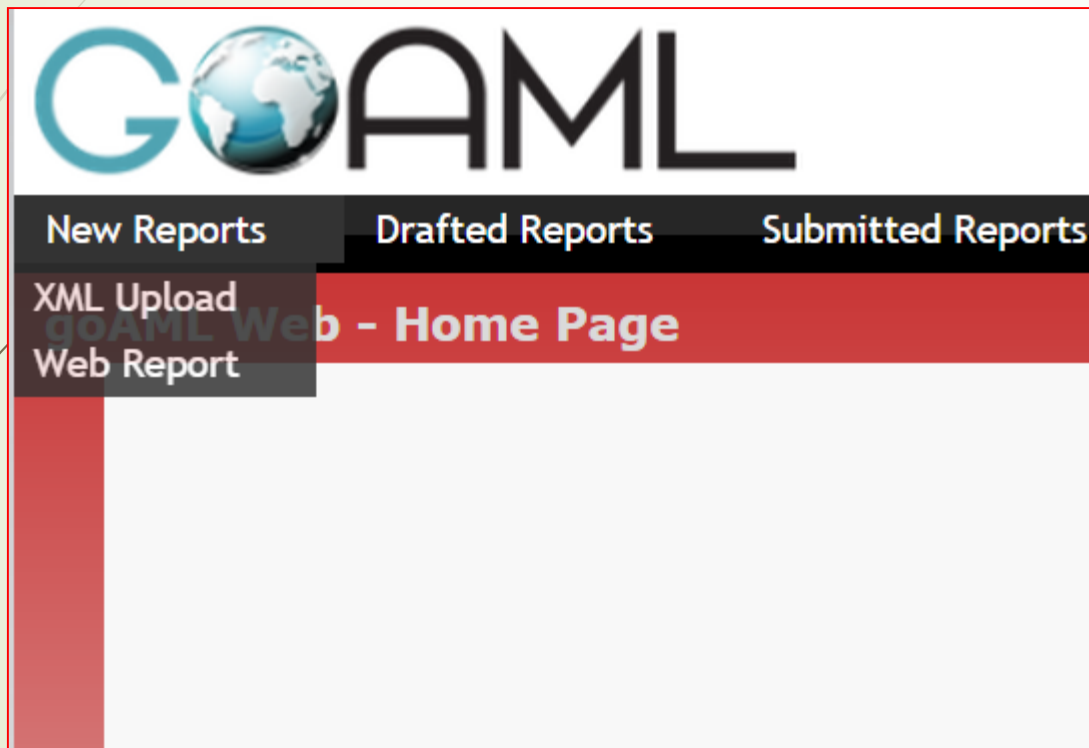 GOAML
New Reports Drafted Reports Submitted Reports
XML Upload
goAML Web - Home Page
Web Report